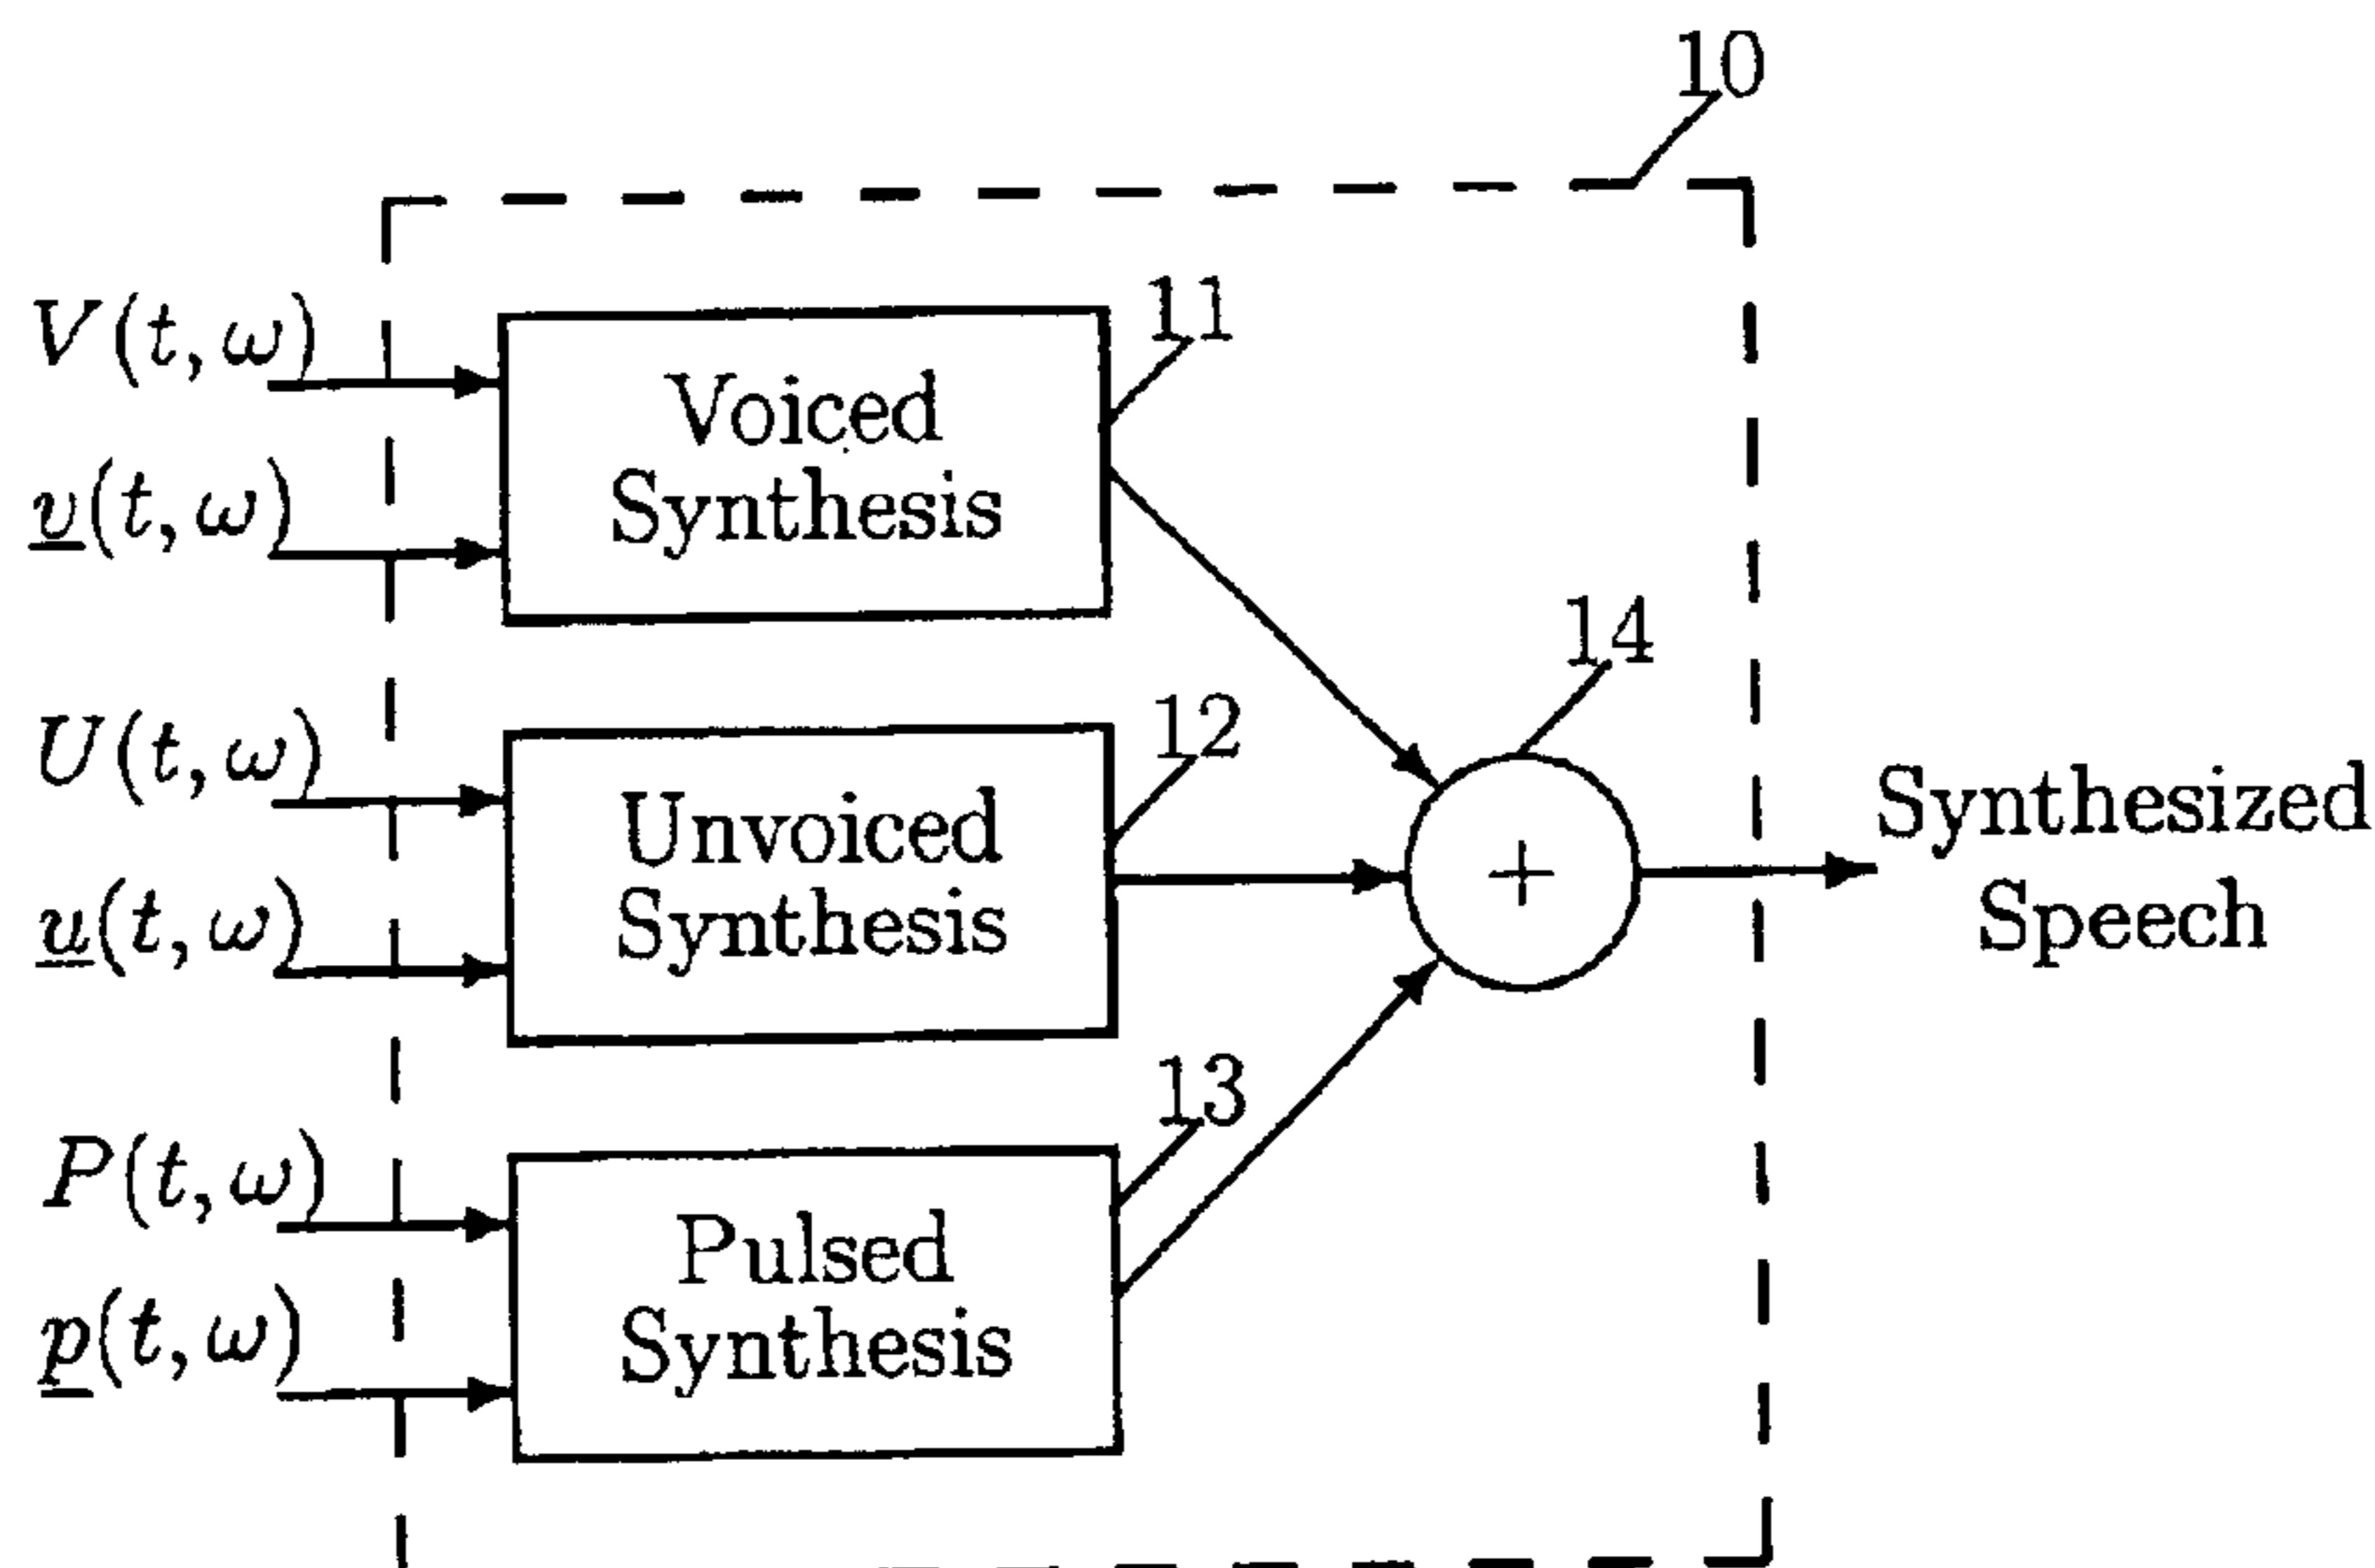 10
V(t, ω)
11
Voiced
Synthesis
v(t, ω)
14
U(t, ω)
12
Unvoiced
Synthesis
u(t, ω)
+
Synthesized
Speech
13
P(t, ω)
Pulsed
Synthesis
p(t, ω)